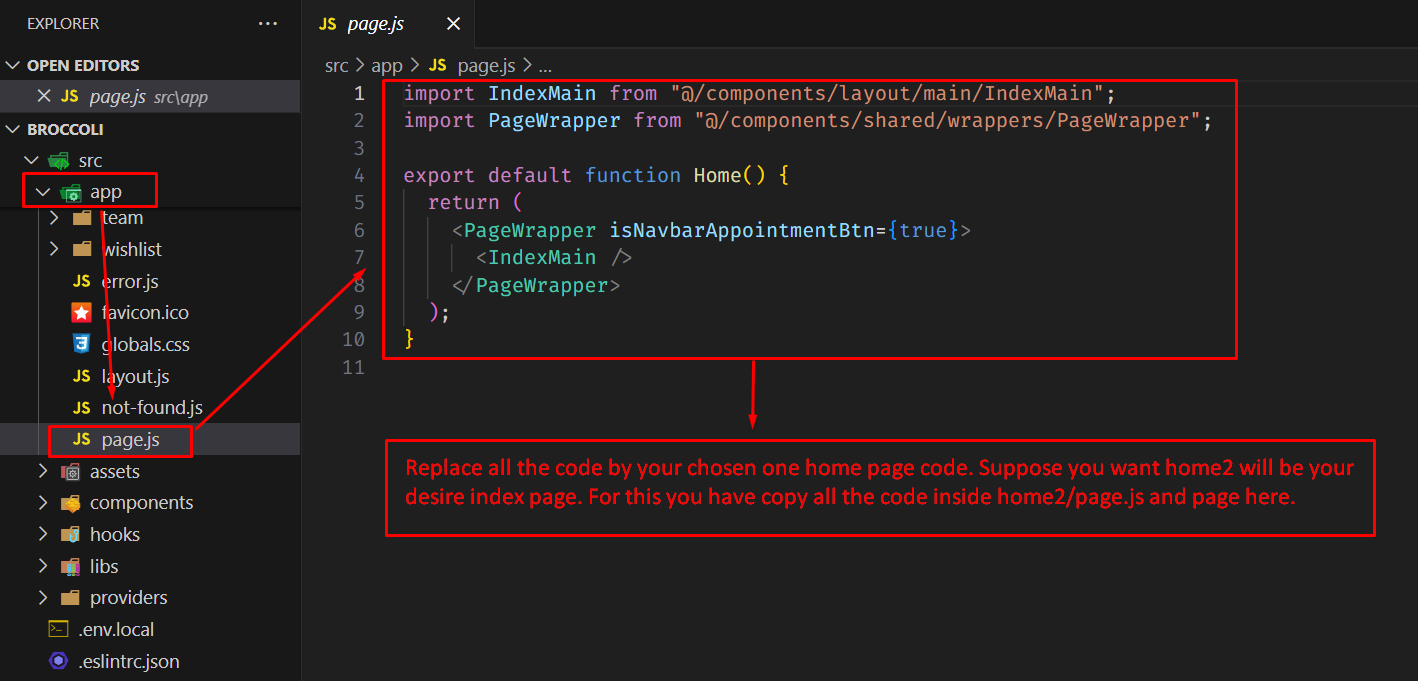 EXPLORER
···
JS page.js
OPEN EDITORS
JS page.js src\app
src > app > JS page.js > ...
BROCCOLI
src
app
team
wishlist
JS error.js
favicon.ico
globals.css
JS layout.js
JS not-found.js
JS page.js
assets
components
hooks
libs
providers
.env.local
.eslintrc.json
1 import IndexMain from "@/components/layout/main/IndexMain";
2 import PageWrapper from "@/components/shared/wrappers/PageWrapper";
3
4 export default function Home() {
5   return (
6     <PageWrapper isNavbarAppointmentBtn={true}>
7       <IndexMain />
8     </PageWrapper>
9   );
10 }
11
Replace all the code by your chosen one home page code. Suppose you want home2 will be your
desire index page. For this you have copy all the code inside home2/page.js and page here.